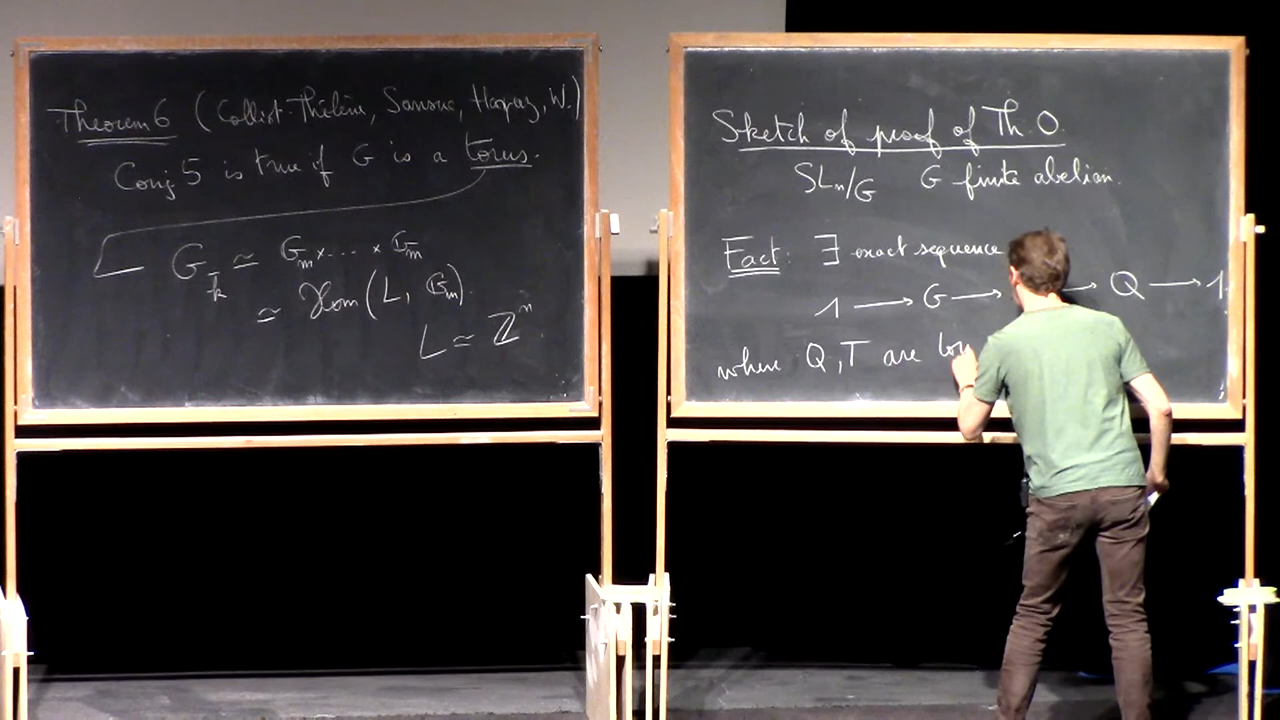 Theorem 6 (Colliot-Thélène, Sansuc, Harpaz, W.)
Conj 5 is true if G is a torus.
G_k̄ ≃ G_m × ... × G_m
≃ Hom(L, G_m)
L ≃ ℤ^n
Sketch of proof of Th. 0.
SL_n/G G finite abelian.
Fact: ∃ exact sequence
1 → G → → Q → 1
where Q, T are